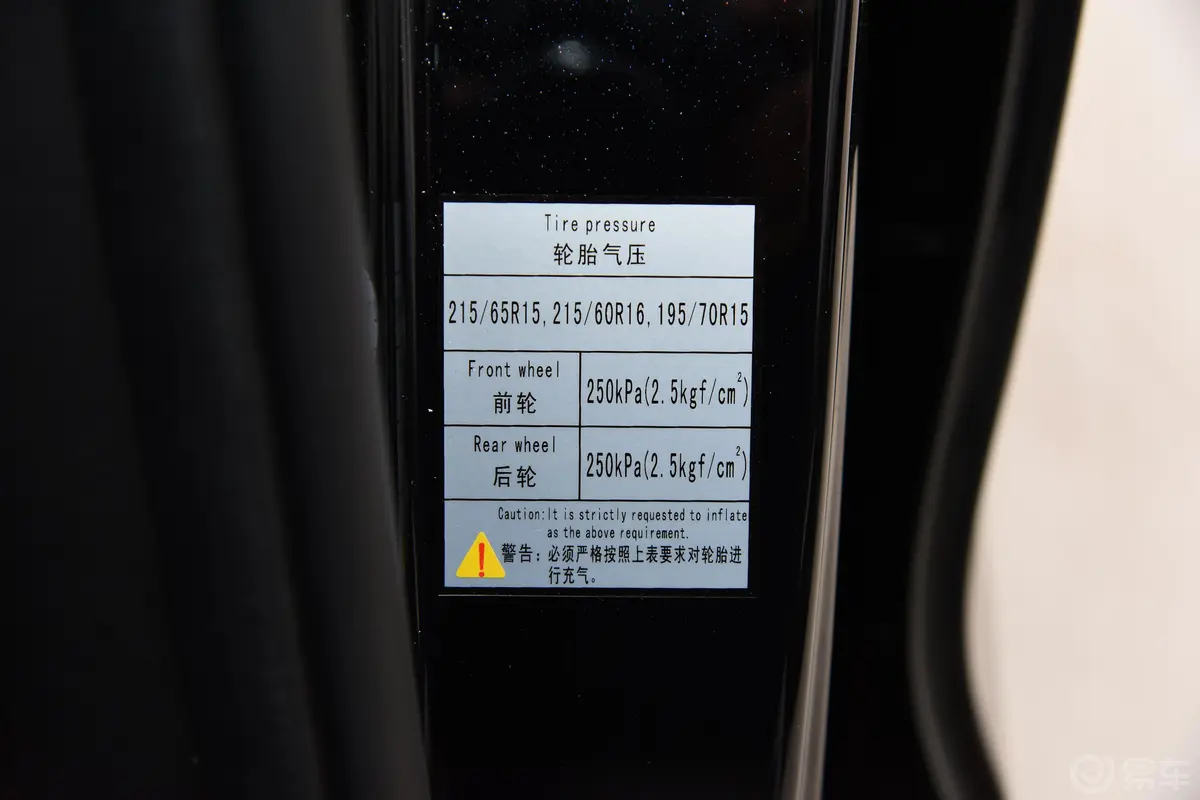 Tire pressure
轮胎气压
215/65R15,215/60R16,195/70R15
Front wheel
前轮
250kPa(2.5kgf/cm²)
Rear wheel
后轮
250kPa(2.5kgf/cm²)
Caution:It is strictly requested to inflate
as the above requirement.
警告：必须严格按照上表要求对轮胎进
行充气。
易车